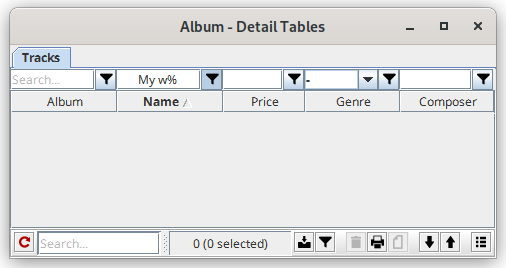 Album - Detail Tables
Tracks
Search... My w% -
Album Name Price Genre Composer
Search... 0 (0 selected)